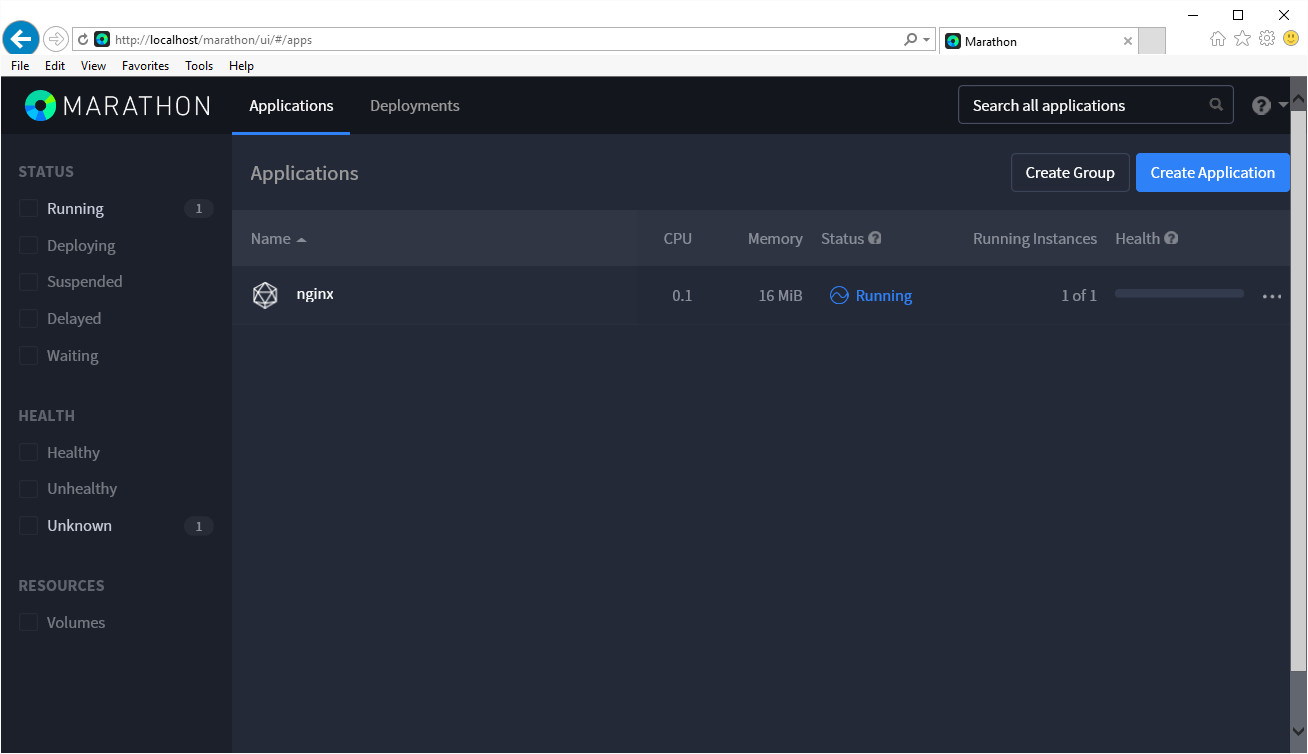 http://localhost/marathon/ui/#/apps
Marathon
File Edit View Favorites Tools Help
MARATHON
Applications Deployments
Search all applications
STATUS
Running 1
Deploying
Suspended
Delayed
Waiting
HEALTH
Healthy
Unhealthy
Unknown 1
RESOURCES
Volumes
Applications
Create Group Create Application
Name CPU Memory Status ? Running Instances Health ?
nginx 0.1 16 MiB Running 1 of 1 ...